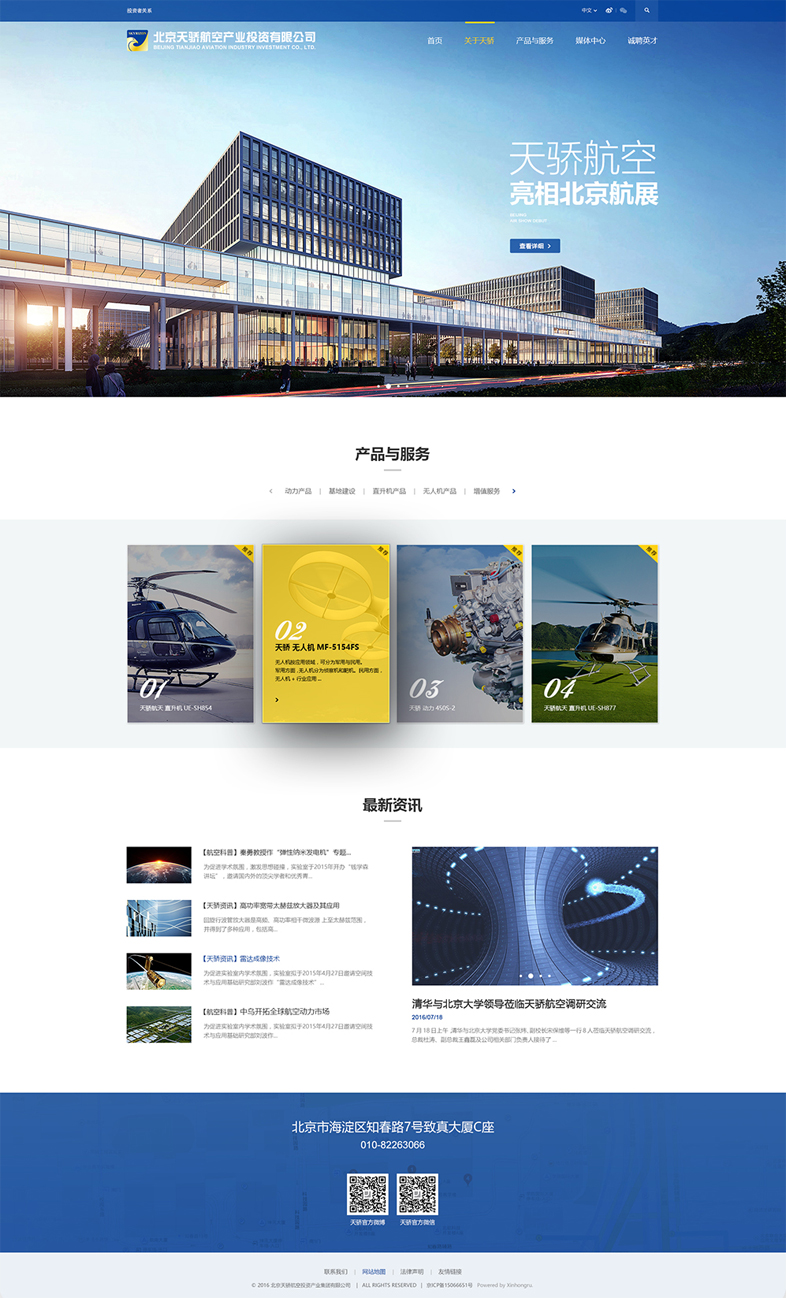 投资者关系
中文
北京天骄航空产业投资有限公司
BEIJING TIANJIAO AVIATION INDUSTRY INVESTMENT CO., LTD.
首页 关于天骄 产品与服务 媒体中心 诚聘英才
天骄航空
亮相北京航展
BEIJING
AIR SHOW DEBUT
查看详细 >
产品与服务
< 动力产品 | 基地建设 | 直升机产品 | 无人机产品 | 增值服务 >
推荐
01
天骄航天 直升机 UE-SH854
推荐
02
天骄 无人机 MF-5154FS
无人机按应用领域，可分为军用与民用。
军用方面，无人机分为侦察机和靶机。民用方面，
无人机 + 行业应用 ...
>
推荐
03
天骄 动力 4505-2
推荐
04
天骄航天 直升机 UE-SH877
最新资讯
【航空科普】秦勇教授作“弹性纳米发电机”专题...
为促进学术氛围，激发思想碰撞，实验室于2015年开办“钱学森
讲坛”，邀请国内外的顶尖学者和优秀青...
【天骄资讯】高功率宽带太赫兹放大器及其应用
回旋行波管放大器是高频、高功率相干微波源 上至太赫兹范围，
并得到了多种应用，包括高...
【天骄资讯】雷达成像技术
为促进实验室内学术氛围，实验室拟于2015年4月27日邀请空间技
术与应用基础研究部刘波作“雷达成像技术”...
【航空科普】中乌开拓全球航空动力市场
为促进实验室内学术氛围，实验室拟于2015年4月27日邀请空间技
术与应用基础研究部刘波作...
清华与北京大学领导莅临天骄航空调研交流
2016/07/18
7 月 18 日上午 ,清华与北京大学党委书记张炜, 副校长宋保维等一行 8 人莅临天骄航空调研交流 ,
总裁杜涛、副总裁王鑫磊及公司相关部门负责人接待了 ...
北京市海淀区知春路7号致真大厦C座
010-82263066
天骄官方微博 天骄官方微信
联系我们 | 网站地图 | 法律声明 | 友情链接
© 2016 北京天骄航空投资产业集团有限公司 | ALL RIGHTS RESERVED | 京ICP备15066651号 Powered by Xinhongru.